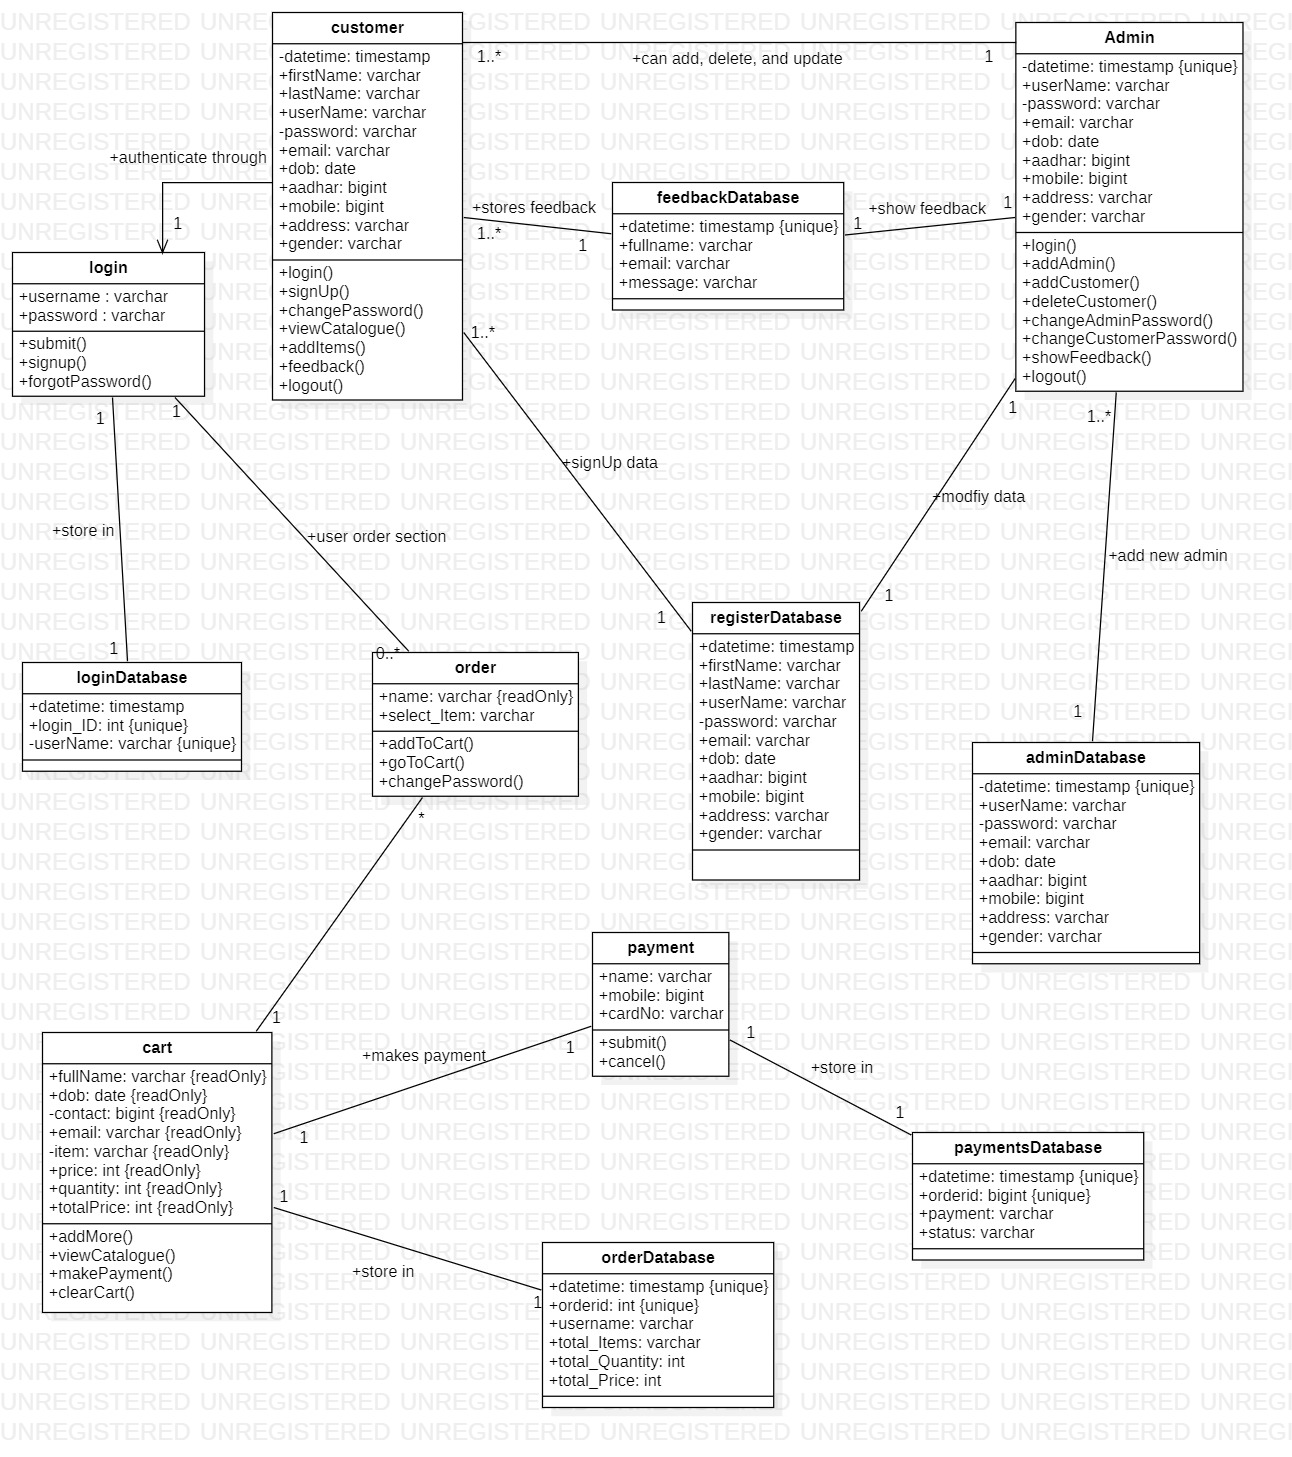 customer
-datetime: timestamp
+firstName: varchar
+lastName: varchar
+userName: varchar
-password: varchar
+email: varchar
+dob: date
+aadhar: bigint
+mobile: bigint
+address: varchar
+gender: varchar
+login()
+signUp()
+changePassword()
+viewCatalogue()
+addItems()
+feedback()
+logout()
1..*
+can add, delete, and update
1
Admin
-datetime: timestamp {unique}
+userName: varchar
-password: varchar
+email: varchar
+dob: date
+aadhar: bigint
+mobile: bigint
+address: varchar
+gender: varchar
+login()
+addAdmin()
+addCustomer()
+deleteCustomer()
+changeAdminPassword()
+changeCustomerPassword()
+showFeedback()
+logout()
+authenticate through
1
+stores feedback
1..*
1
feedbackDatabase
+datetime: timestamp {unique}
+fullname: varchar
+email: varchar
+message: varchar
1
+show feedback
1
login
+username : varchar
+password : varchar
+submit()
+signup()
+forgotPassword()
1..*
+signUp data
1
1
+modfiy data
1
1..*
+add new admin
1
1
+store in
1
1
+user order section
0..*
loginDatabase
+datetime: timestamp
+login_ID: int {unique}
-userName: varchar {unique}
order
+name: varchar {readOnly}
+select_Item: varchar
+addToCart()
+goToCart()
+changePassword()
registerDatabase
+datetime: timestamp
+firstName: varchar
+lastName: varchar
+userName: varchar
-password: varchar
+email: varchar
+dob: date
+aadhar: bigint
+mobile: bigint
+address: varchar
+gender: varchar
adminDatabase
-datetime: timestamp {unique}
+userName: varchar
-password: varchar
+email: varchar
+dob: date
+aadhar: bigint
+mobile: bigint
+address: varchar
+gender: varchar
*
1
cart
+fullName: varchar {readOnly}
+dob: date {readOnly}
-contact: bigint {readOnly}
+email: varchar {readOnly}
-item: varchar {readOnly}
+price: int {readOnly}
+quantity: int {readOnly}
+totalPrice: int {readOnly}
+addMore()
+viewCatalogue()
+makePayment()
+clearCart()
+makes payment
1
1
payment
+name: varchar
+mobile: bigint
+cardNo: varchar
+submit()
+cancel()
1
+store in
1
paymentsDatabase
+datetime: timestamp {unique}
+orderid: bigint {unique}
+payment: varchar
+status: varchar
1
+store in
1
orderDatabase
+datetime: timestamp {unique}
+orderid: int {unique}
+username: varchar
+total_Items: varchar
+total_Quantity: int
+total_Price: int
UNREGISTERED